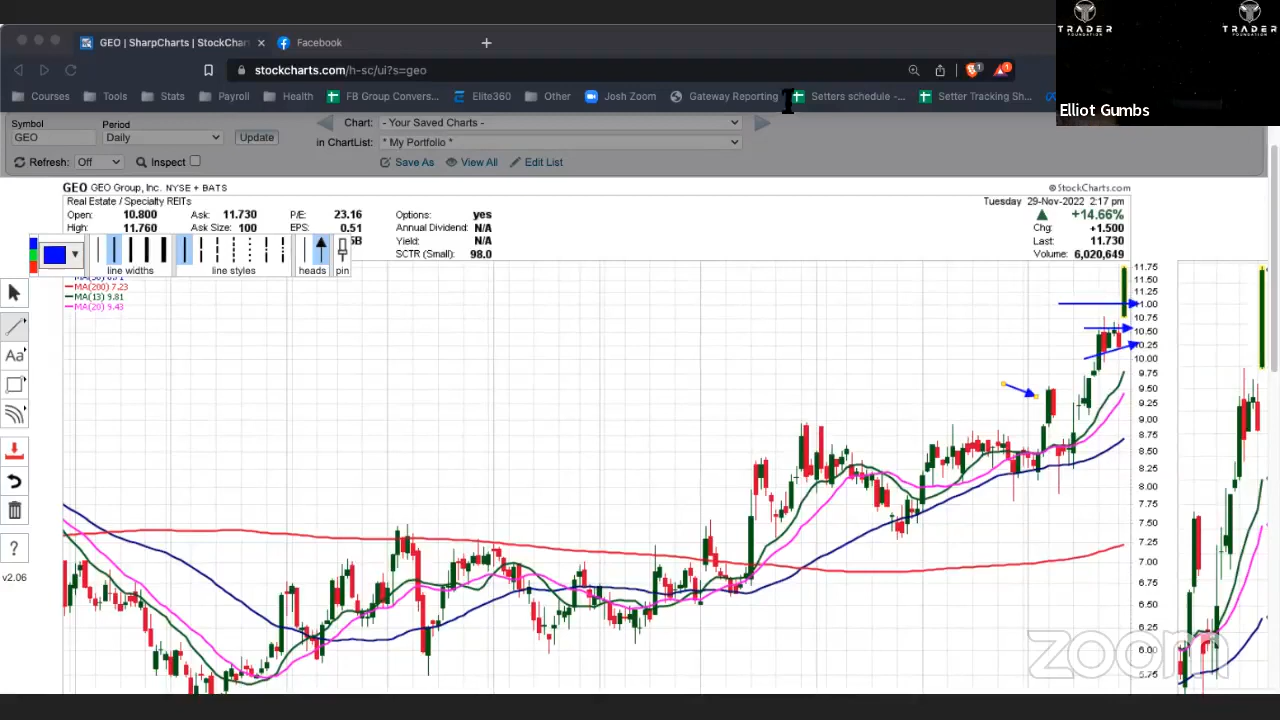 GEO | SharpCharts | StockChar
Facebook
TRADER
FOUNDATION
TRADER
FOUNDATION
Elliot Gumbs
stockcharts.com/h-sc/ui?s=geo
1
1
Courses
Tools
Stats
Payroll
Health
FB Group Convers...
Elite360
Other
Josh Zoom
Gateway Reporting
Setters schedule -...
Setter Tracking Sh...
Symbol
Period
Chart:
- Your Saved Charts -
GEO
Daily
Update
in ChartList:
* My Portfolio *
Refresh:
Off
Inspect
Save As
View All
Edit List
GEO GEO Group, Inc. NYSE + BATS
© StockCharts.com
Real Estate / Specialty REITs
Tuesday 29-Nov-2022 2:17 pm
Open: 10.800
Ask: 11.730
P/E: 23.16
Options: yes
+14.66%
High: 11.760
Ask Size: 100
EPS: 0.51
Annual Dividend: N/A
Chg: +1.500
5B
Yield: N/A
Last: 11.730
SCTR (Small): 98.0
Volume: 6,020,649
line widths
line styles
heads
pin
MA(200) 7.23
MA(13) 9.81
MA(20) 9.43
11.75
11.50
11.25
11.00
10.75
10.50
10.25
10.00
9.75
9.50
9.25
9.00
8.75
8.50
8.25
8.00
7.75
7.50
7.25
7.00
6.75
6.50
6.25
6.00
5.75
Aa
?
v2.06
zoom